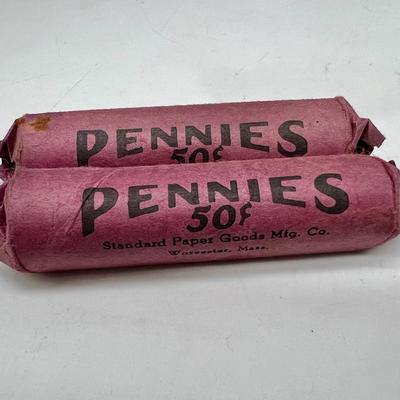 PENNIES
50¢
PENNIES
50¢
Standard Paper Goods Mfg. Co.
Worcester, Mass.